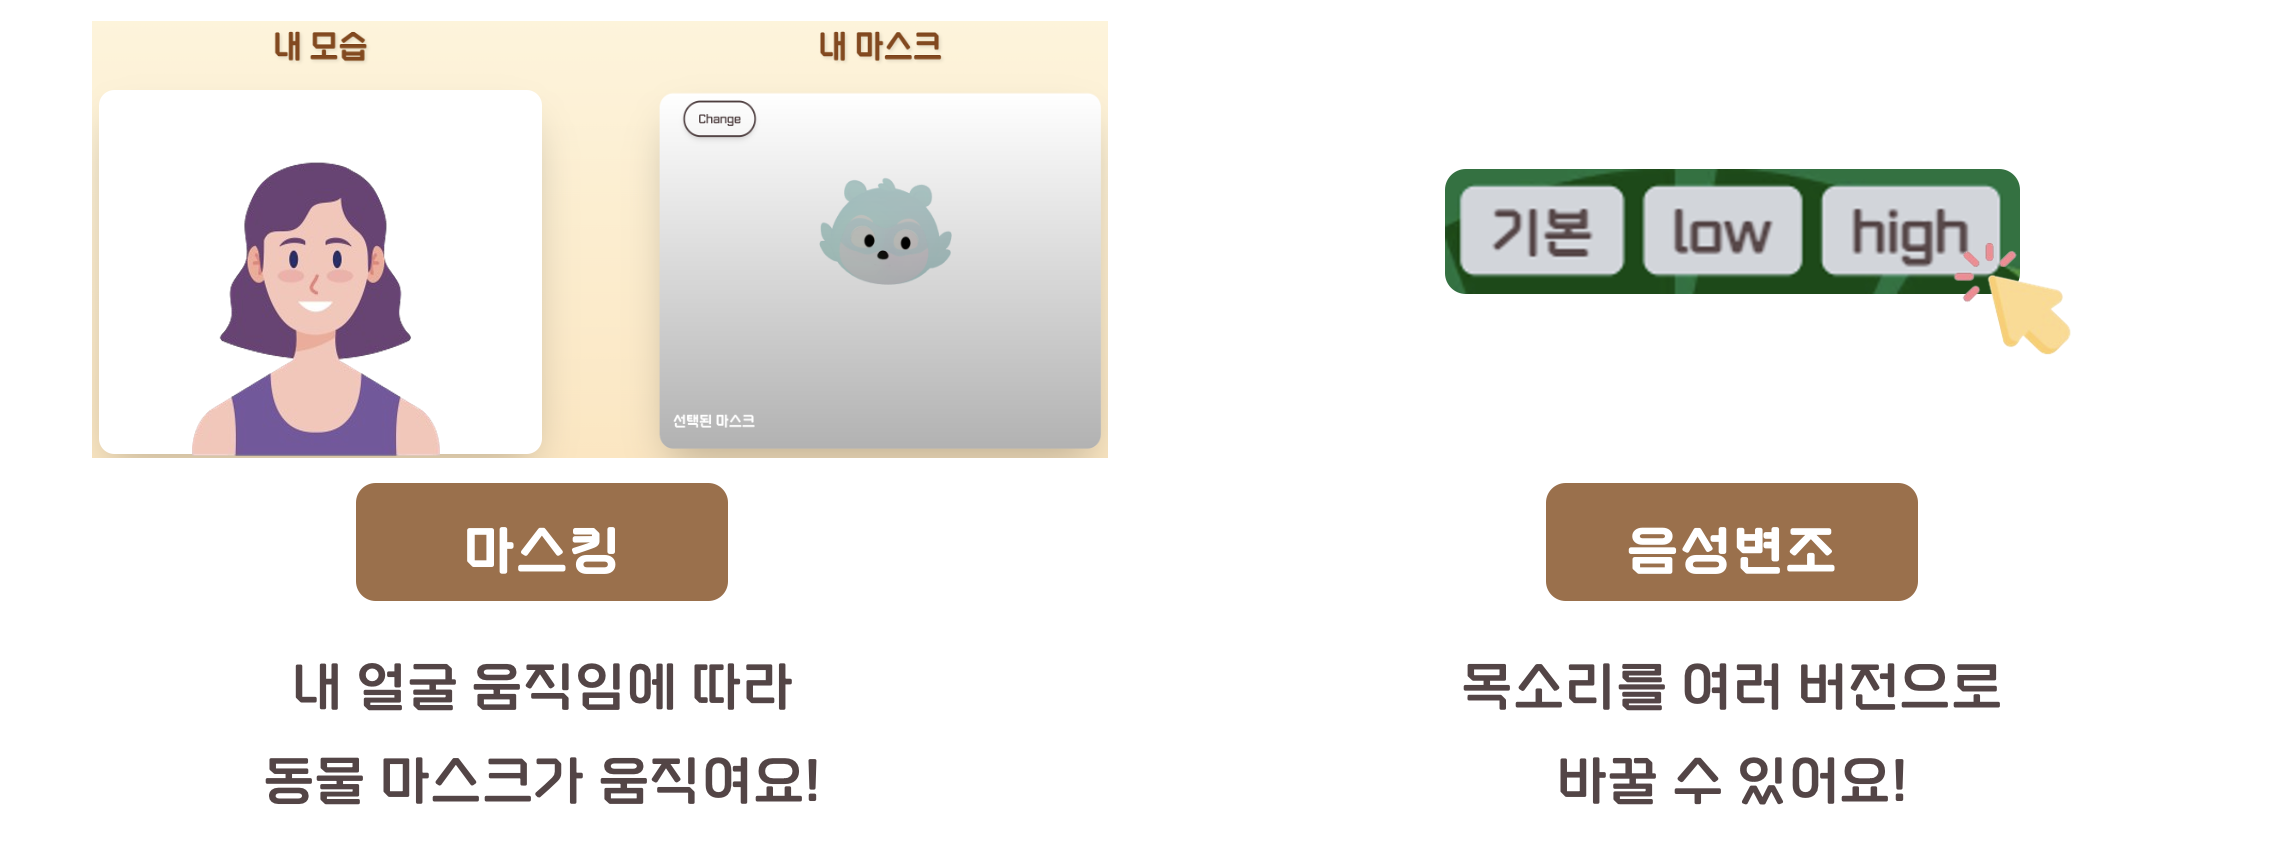 내 모습
내 마스크
Change
선택된 마스크
기본 low high
마스킹
내 얼굴 움직임에 따라
동물 마스크가 움직여요!
음성변조
목소리를 여러 버전으로
바꿀 수 있어요!